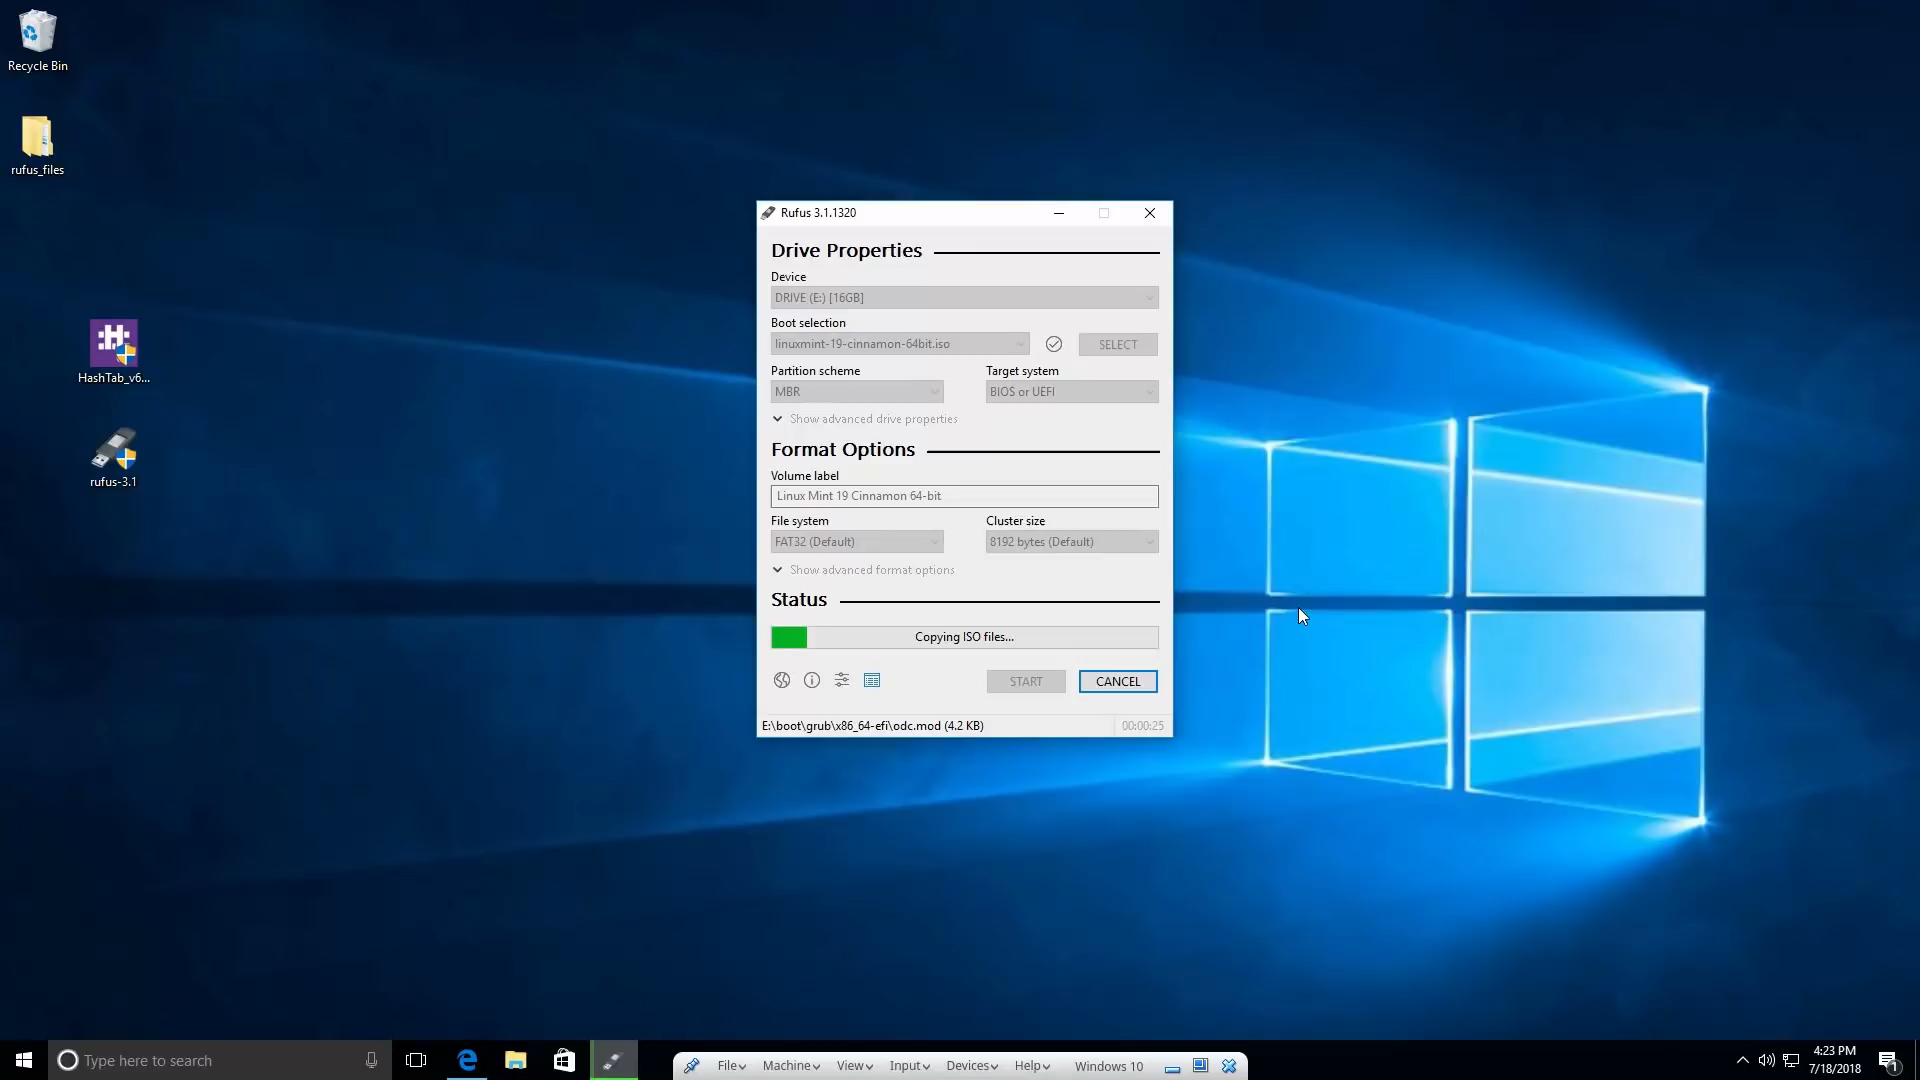 Recycle Bin
rufus_files
HashTab_v6...
rufus-3.1
Rufus 3.1.1320
Drive Properties
Device
DRIVE (E:) [16GB]
Boot selection
linuxmint-19-cinnamon-64bit.iso
SELECT
Partition scheme
Target system
MBR
BIOS or UEFI
Show advanced drive properties
Format Options
Volume label
Linux Mint 19 Cinnamon 64-bit
File system
Cluster size
FAT32 (Default)
8192 bytes (Default)
Show advanced format options
Status
Copying ISO files...
START
CANCEL
E:\boot\grub\x86_64-efi\odc.mod (4.2 KB)
00:00:25
Type here to search
File
Machine
View
Input
Devices
Help
Windows 10
4:23 PM
7/18/2018
1